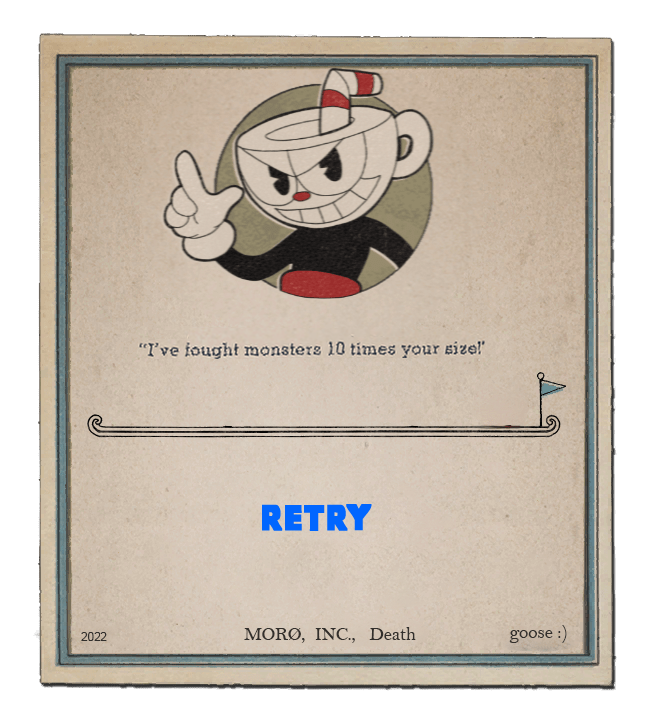 "I've fought monsters 10 times your size!"
RETRY
2022 MORØ, INC., Death goose :)